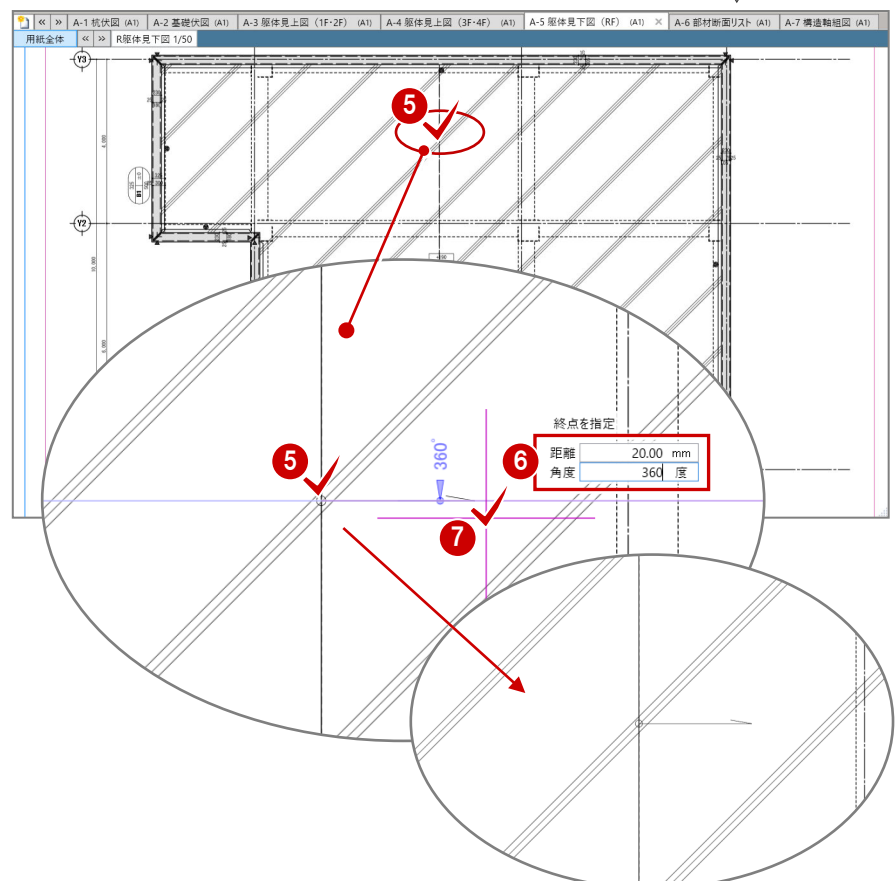 « » A-1 杭伏図 (A1) A-2 基礎伏図 (A1) A-3 躯体見上図（1F･2F） (A1) A-4 躯体見上図（3F･4F） (A1) A-5 躯体見下図（RF） (A1) × A-6 部材断面リスト (A1) A-7 構造軸組図 (A1)
用紙全体 « » R躯体見下図 1/50
Y3
5
Y2
B1
終点を指定
5
360°
6
距離 20.00 mm
角度 360 度
7